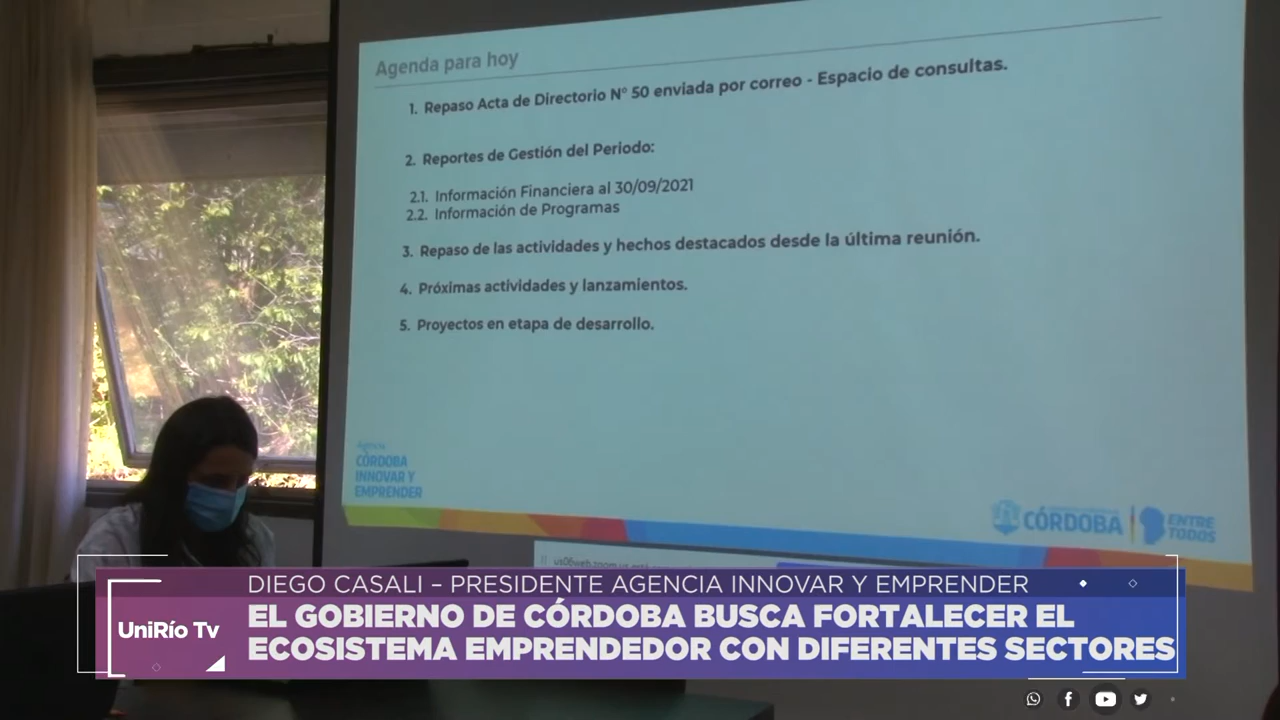 Agenda para hoy
1. Repaso Acta de Directorio N° 50 enviada por correo - Espacio de consultas.
2. Reportes de Gestión del Periodo:
2.1. Información Financiera al 30/09/2021
2.2. Información de Programas
3. Repaso de las actividades y hechos destacados desde la última reunión.
4. Próximas actividades y lanzamientos.
5. Proyectos en etapa de desarrollo.
Agencia
CÓRDOBA
INNOVAR Y
EMPRENDER
CÓRDOBA
ENTRE
TODOS
DIEGO CASALI – PRESIDENTE AGENCIA INNOVAR Y EMPRENDER
UniRío Tv
EL GOBIERNO DE CÓRDOBA BUSCA FORTALECER EL
ECOSISTEMA EMPRENDEDOR CON DIFERENTES SECTORES